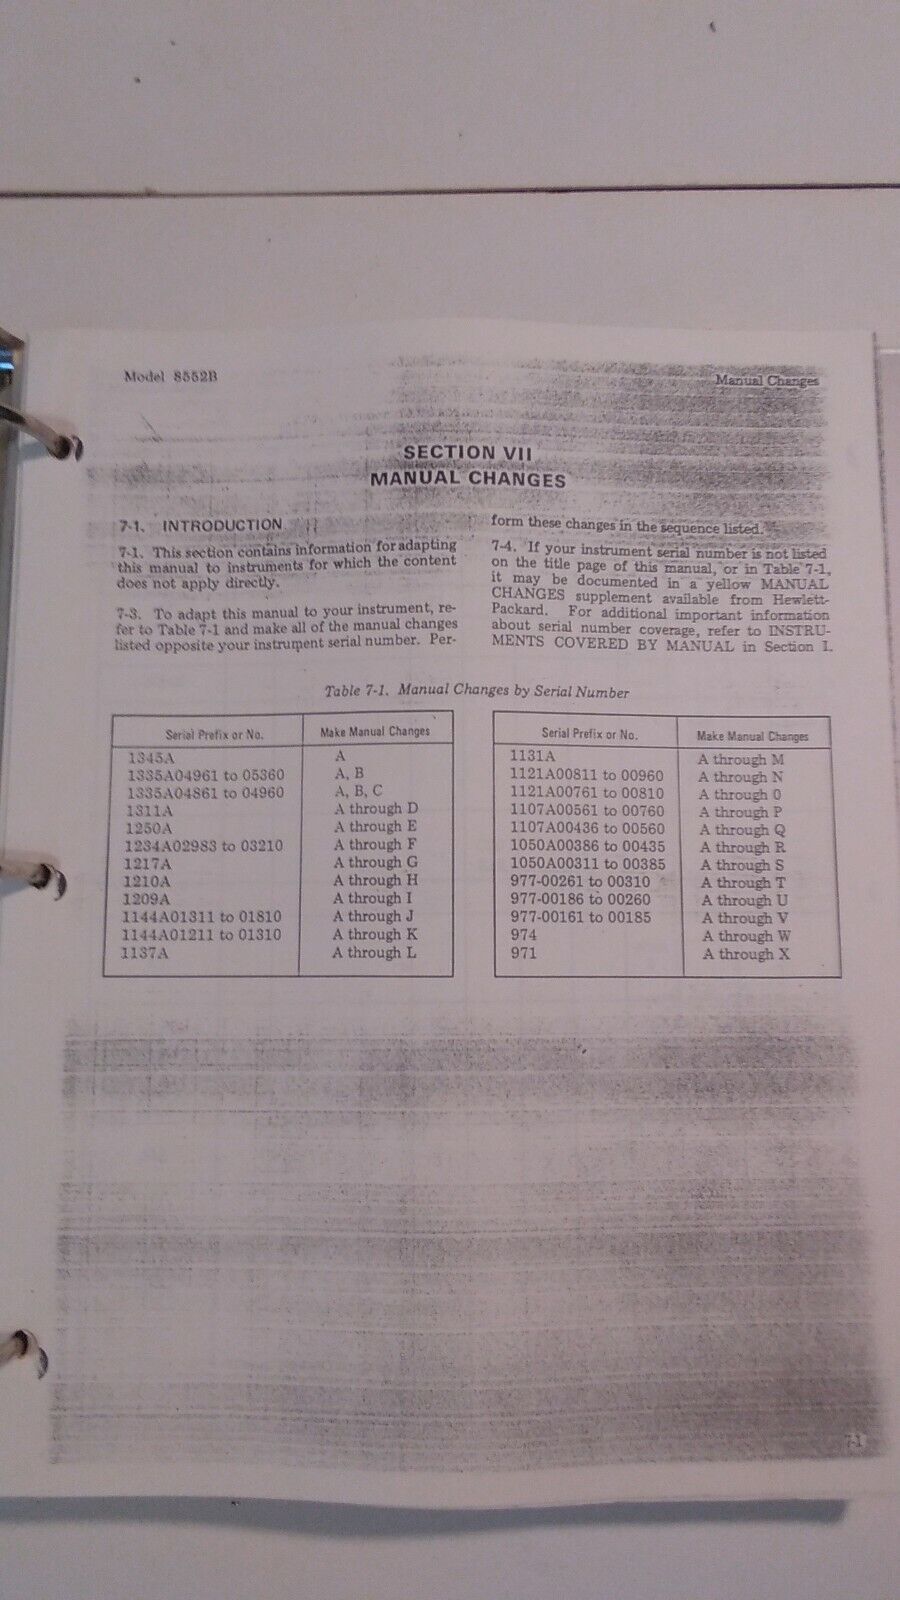 Model 8552B
Manual Changes
SECTION VII
MANUAL CHANGES
7-1. INTRODUCTION
7-1. This section contains information for adapting
this manual to instruments for which the content
does not apply directly.
7-3. To adapt this manual to your instrument, re-
fer to Table 7-1 and make all of the manual changes
listed opposite your instrument serial number. Per-
form these changes in the sequence listed.
7-4. If your instrument serial number is not listed
on the title page of this manual, or in Table 7-1,
it may be documented in a yellow MANUAL
CHANGES supplement available from Hewlett-
Packard. For additional important information
about serial number coverage, refer to INSTRU-
MENTS COVERED BY MANUAL in Section I.
Table 7-1. Manual Changes by Serial Number
Serial Prefix or No. Make Manual Changes
1345A A
1335A04961 to 05360 A, B
1335A04861 to 04960 A, B, C
1311A A through D
1250A A through E
1234A02983 to 03210 A through F
1217A A through G
1210A A through H
1209A A through I
1144A01311 to 01810 A through J
1144A01211 to 01310 A through K
1137A A through L
Serial Prefix or No. Make Manual Changes
1131A A through M
1121A00811 to 00960 A through N
1121A00761 to 00810 A through 0
1107A00561 to 00760 A through P
1107A00436 to 00560 A through Q
1050A00386 to 00435 A through R
1050A00311 to 00385 A through S
977-00261 to 00310 A through T
977-00186 to 00260 A through U
977-00161 to 00185 A through V
974 A through W
971 A through X
7-1